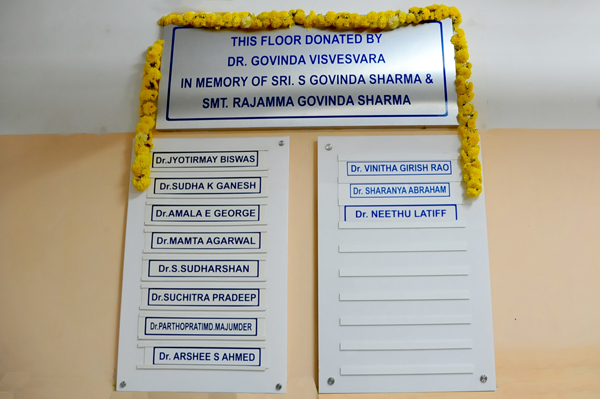 THIS FLOOR DONATED BY
DR. GOVINDA VISVESVARA
IN MEMORY OF SRI. S GOVINDA SHARMA &
SMT. RAJAMMA GOVINDA SHARMA
Dr.JYOTIRMAY BISWAS
Dr.SUDHA K GANESH
Dr.AMALA E GEORGE
Dr.MAMTA AGARWAL
Dr.S.SUDHARSHAN
Dr.SUCHITRA PRADEEP
Dr.PARTHOPRATIMD.MAJUMDER
Dr. ARSHEE S AHMED
Dr. VINITHA GIRISH RAO
Dr. SHARANYA ABRAHAM
Dr. NEETHU LATIFF